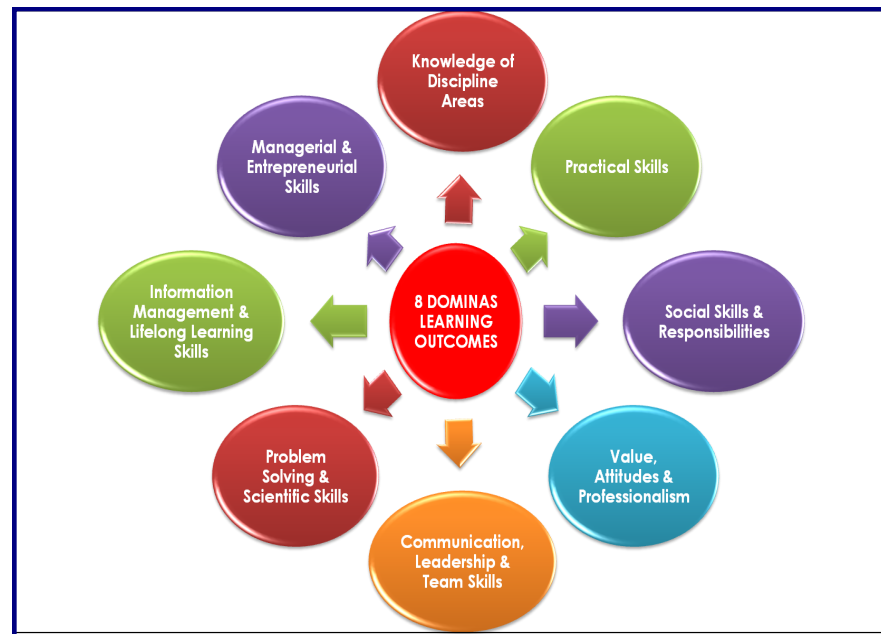 Knowledge of
Discipline
Areas
Managerial &
Entrepreneurial
Skills
Practical Skills
Information
Management &
Lifelong Learning
Skills
8 DOMINAS
LEARNING
OUTCOMES
Social Skills &
Responsibilities
Problem
Solving &
Scientific Skills
Value,
Attitudes &
Professionalism
Communication,
Leadership &
Team Skills